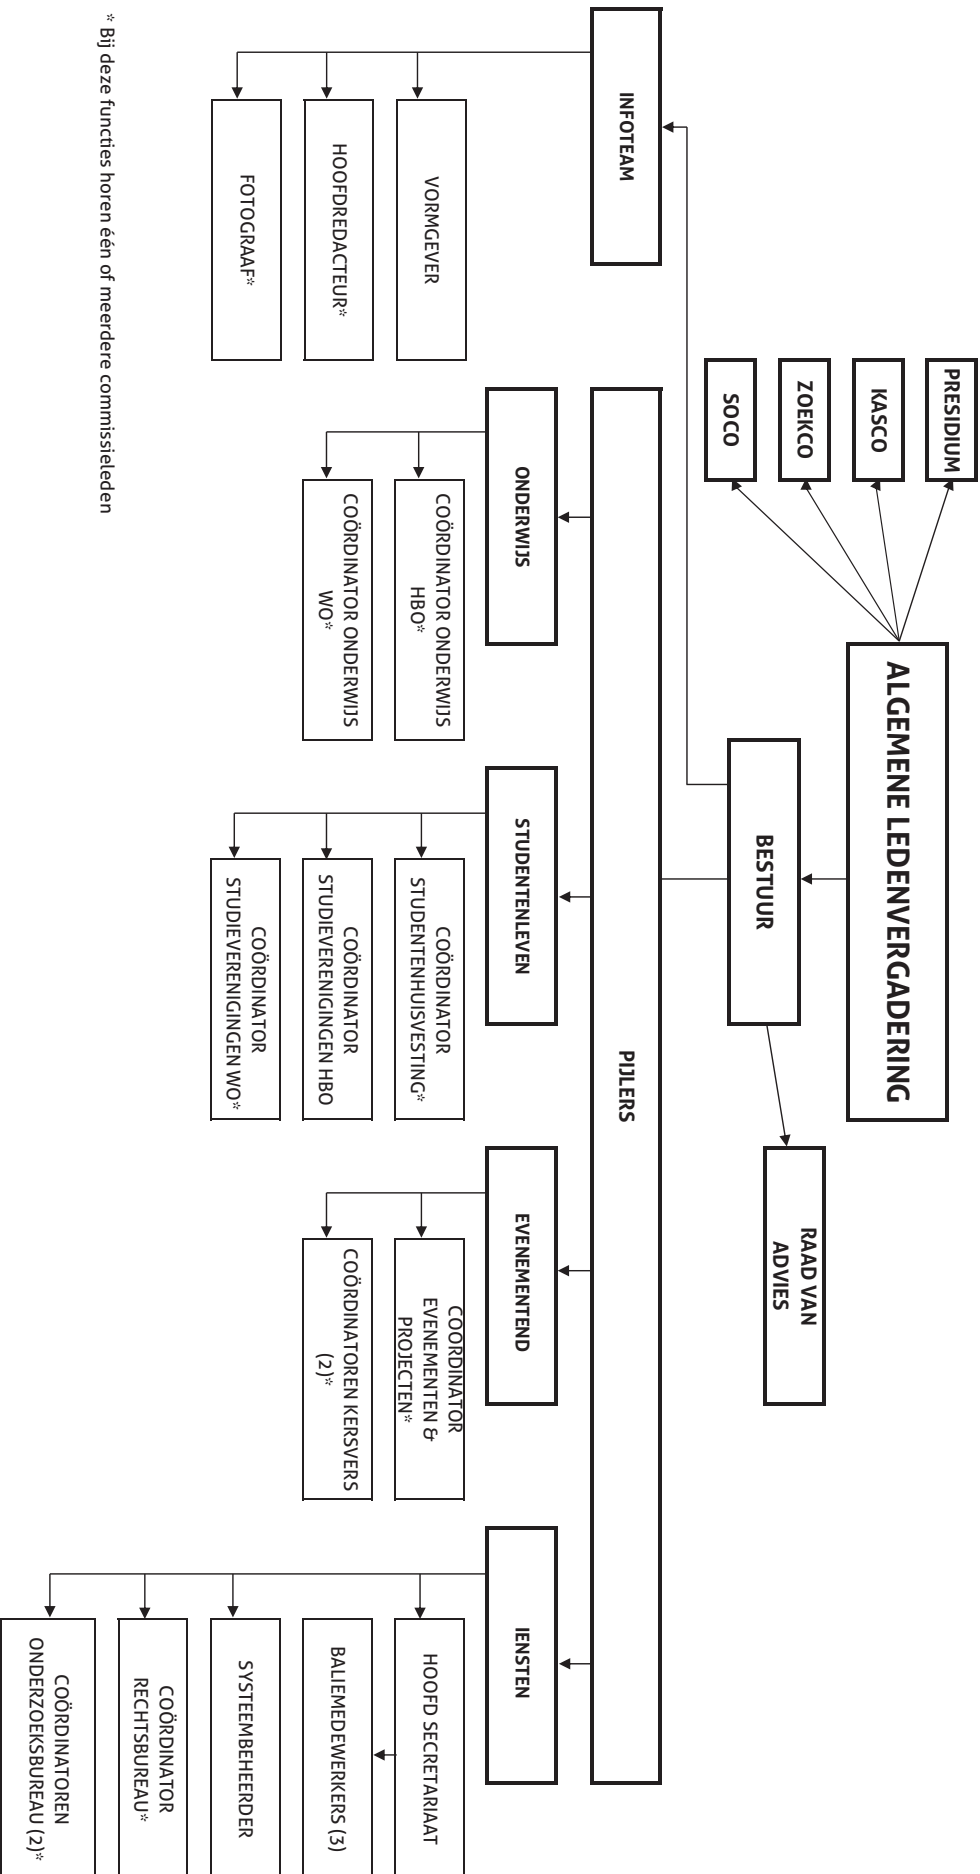 PRESIDIUM
KASCO
ZOEKCO
SOCO
ALGEMENE LEDENVERGADERING
BESTUUR
RAAD VAN
ADVIES
INFOTEAM
VORMGEVER
HOOFDREDACTEUR*
FOTOGRAAF*
PIJLERS
ONDERWIJS
COÖRDINATOR ONDERWIJS
HBO*
COÖRDINATOR ONDERWIJS
WO*
STUDENTENLEVEN
COÖRDINATOR
STUDENTENHUISVESTING*
COÖRDINATOR
STUDIEVERENIGINGEN HBO
COÖRDINATOR
STUDIEVERENIGINGEN WO*
EVENEMENTEND
COORDINATOR
EVENEMENTEN &
PROJECTEN*
COÖRDINATOREN KERSVERS
(2)*
IENSTEN
HOOFD SECRETARIAAT
BALIEMEDEWERKERS (3)
SYSTEEMBEHEERDER
COÖRDINATOR
RECHTSBUREAU*
COÖRDINATOREN
ONDERZOEKSBUREAU (2)*
* Bij deze functies horen één of meerdere commissieleden